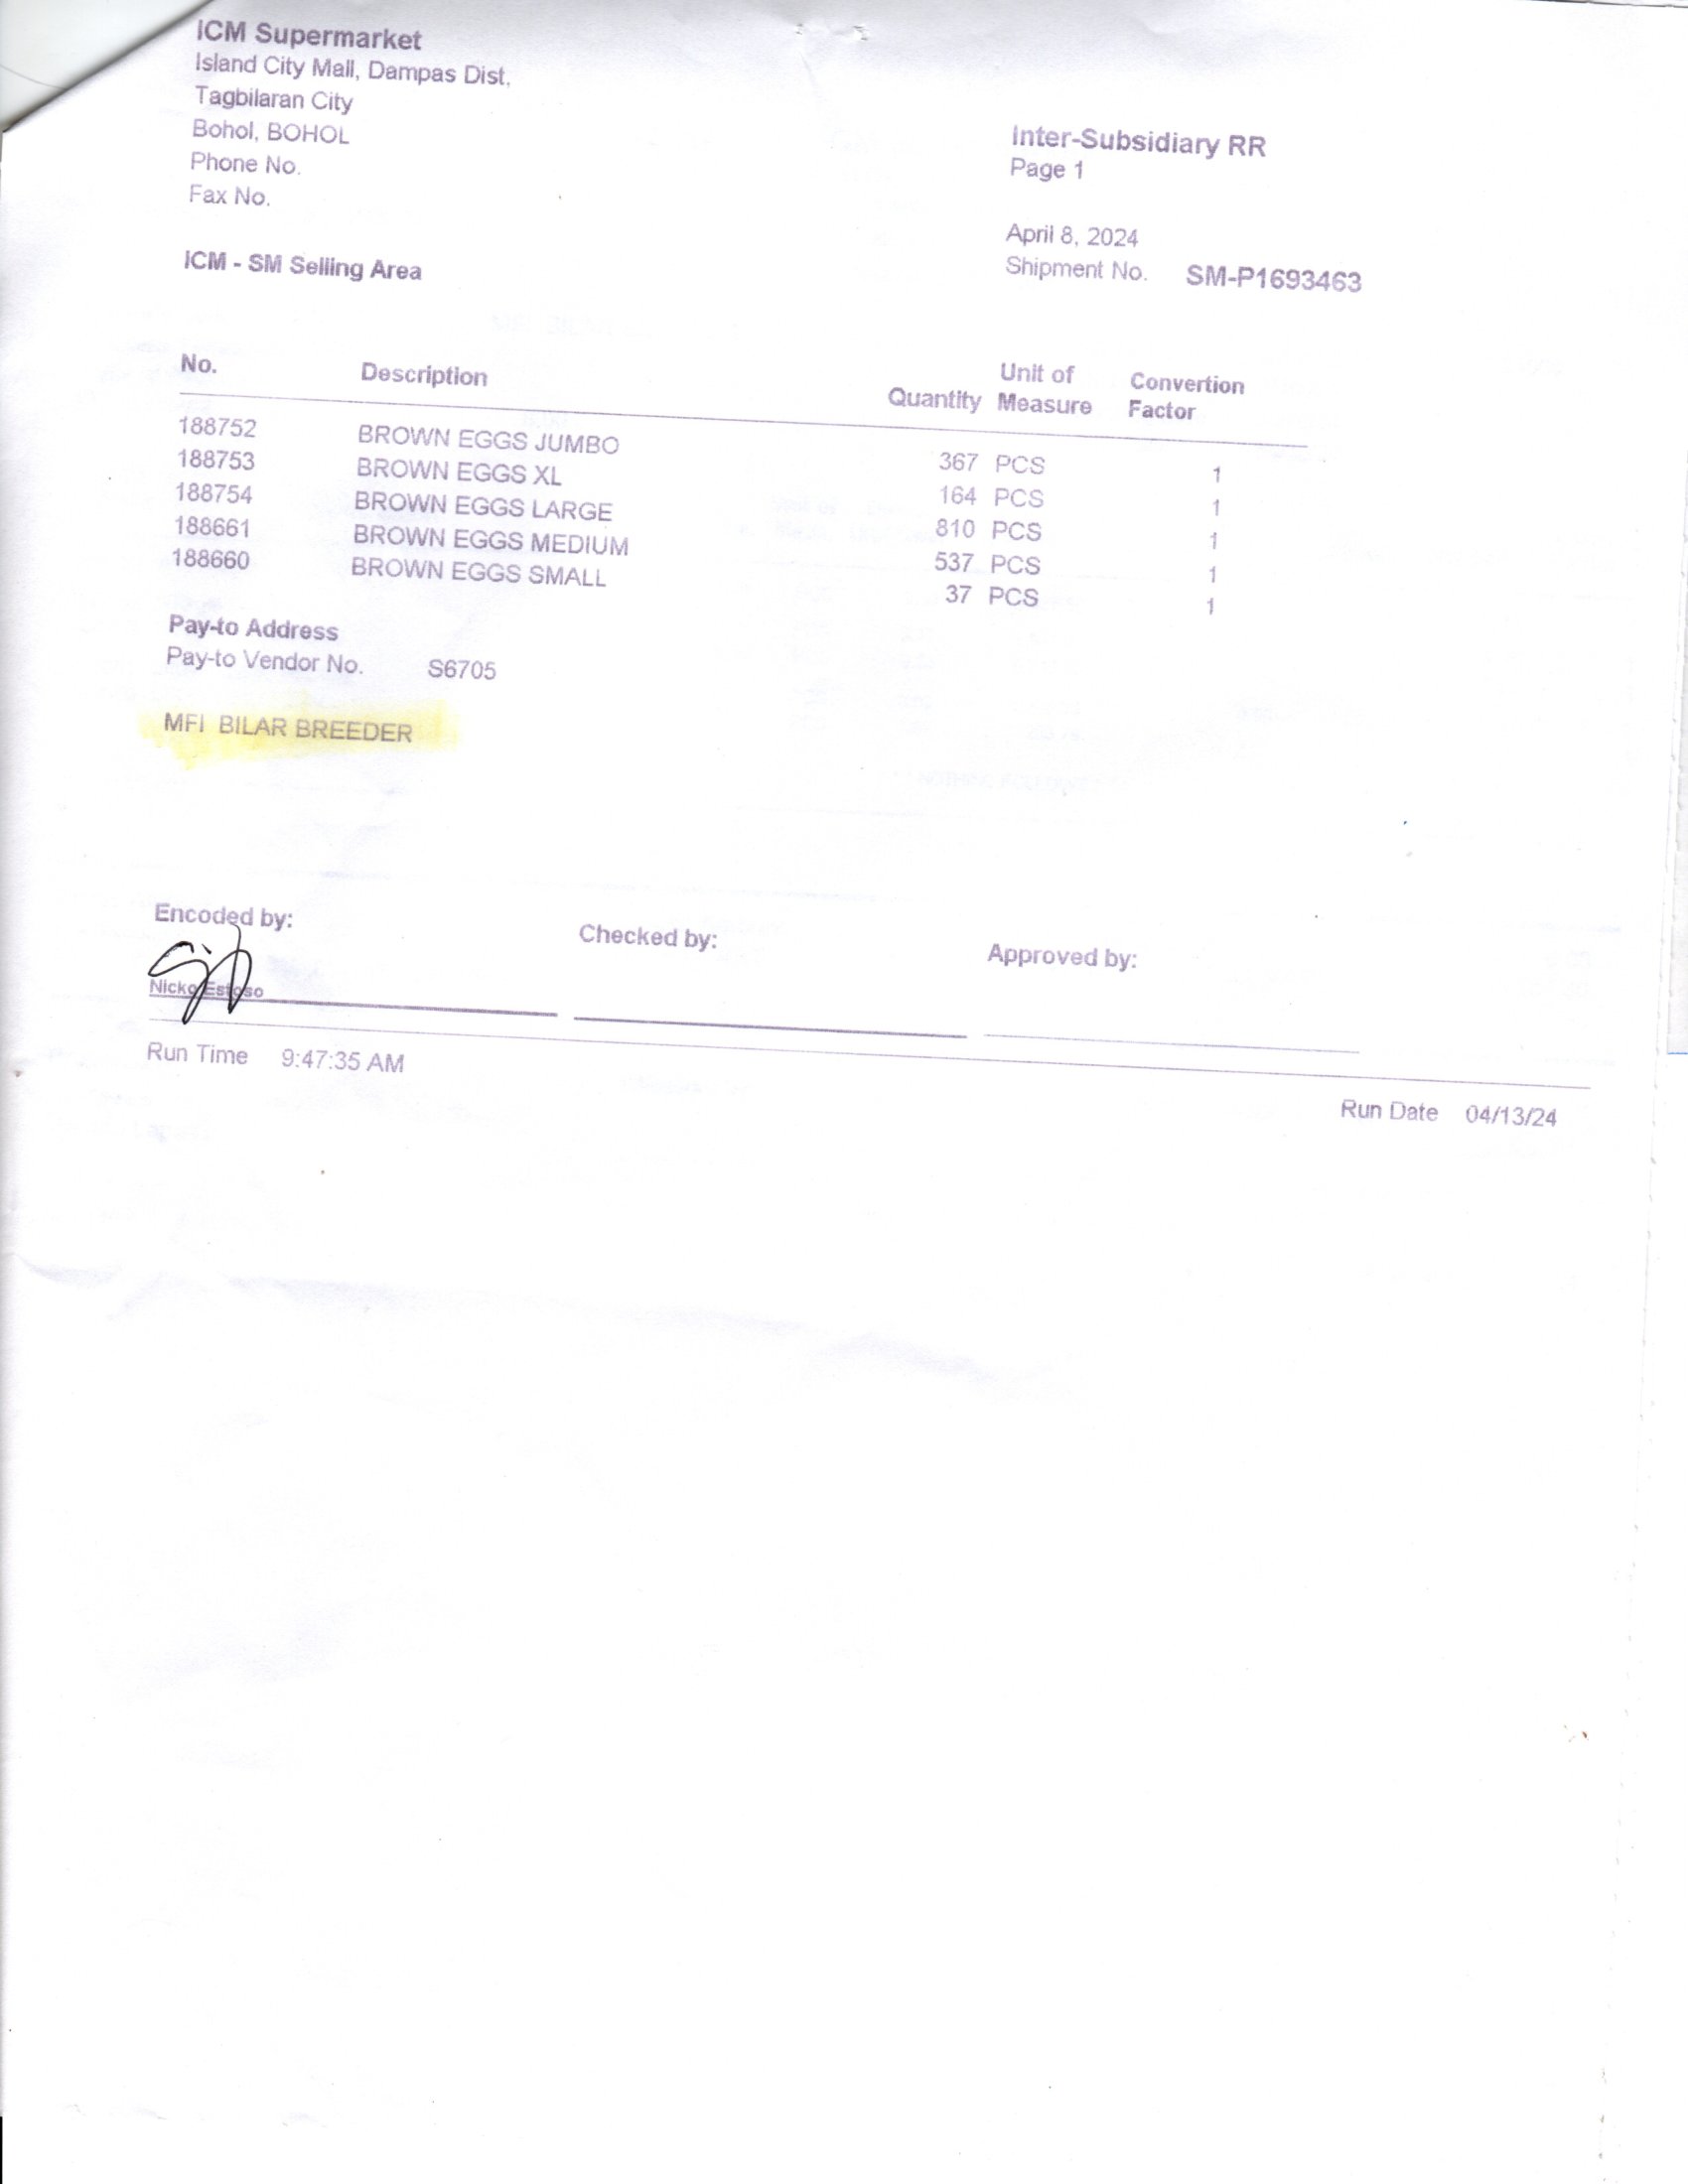 ICM Supermarket
Island City Mall, Dampas Dist,
Tagbilaran City
Bohol, BOHOL
Phone No.
Fax No.
Inter-Subsidiary RR
Page 1
April 8, 2024
Shipment No. SM-P1693463
ICM - SM Selling Area
No. Description Quantity Unit of Measure Convertion Factor
188752 BROWN EGGS JUMBO 367 PCS 1
188753 BROWN EGGS XL 164 PCS 1
188754 BROWN EGGS LARGE 810 PCS 1
188661 BROWN EGGS MEDIUM 537 PCS 1
188660 BROWN EGGS SMALL 37 PCS 1
Pay-to Address
Pay-to Vendor No. S6705
MFI BILAR BREEDER
Encoded by: Checked by: Approved by:
Nicko Estoso
Run Time 9:47:35 AM
Run Date 04/13/24